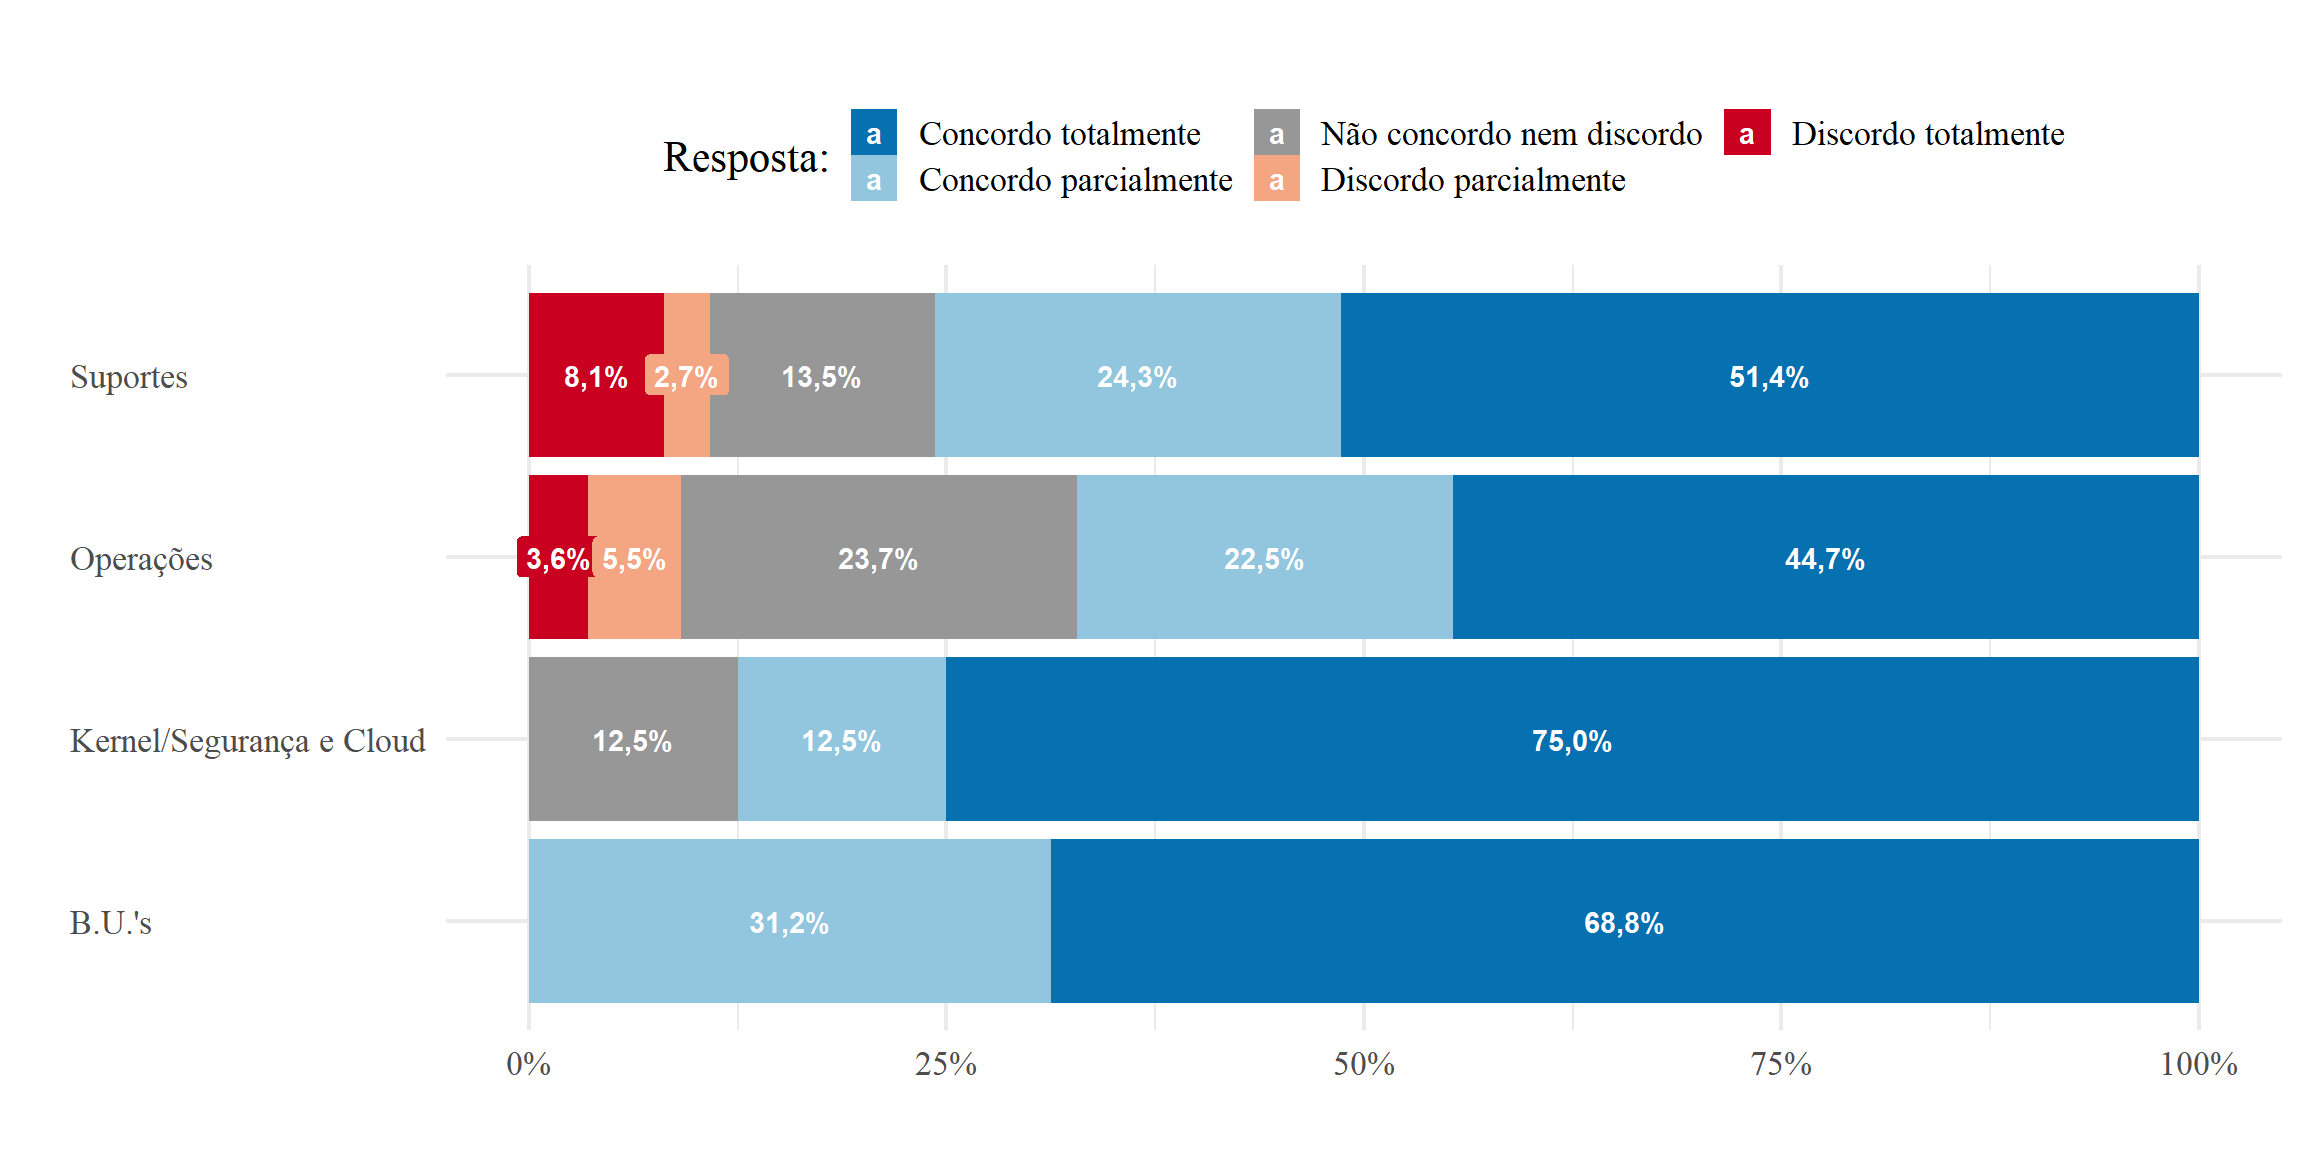 Resposta:
a Concordo totalmente
a Concordo parcialmente
a Não concordo nem discordo
a Discordo parcialmente
a Discordo totalmente
Suportes
8,1% 2,7% 13,5% 24,3% 51,4%
Operações
3,6% 5,5% 23,7% 22,5% 44,7%
Kernel/Segurança e Cloud
12,5% 12,5% 75,0%
B.U.'s
31,2% 68,8%
0% 25% 50% 75% 100%